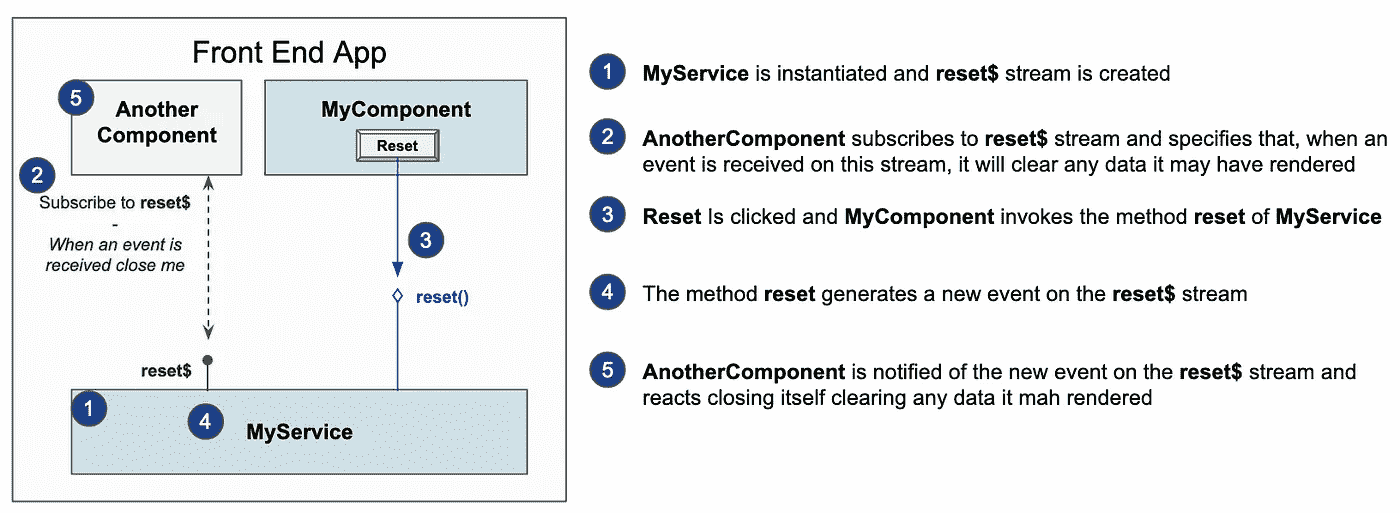 Front End App
5
Another
Component
MyComponent
Reset
2
Subscribe to reset$
-
When an event is
received close me
3
reset()
reset$
1
4
MyService
1
MyService is instantiated and reset$ stream is created
2
AnotherComponent subscribes to reset$ stream and specifies that, when an
event is received on this stream, it will clear any data it may have rendered
3
Reset Is clicked and MyComponent invokes the method reset of MyService
4
The method reset generates a new event on the reset$ stream
5
AnotherComponent is notified of the new event on the reset$ stream and
reacts closing itself clearing any data it mah rendered